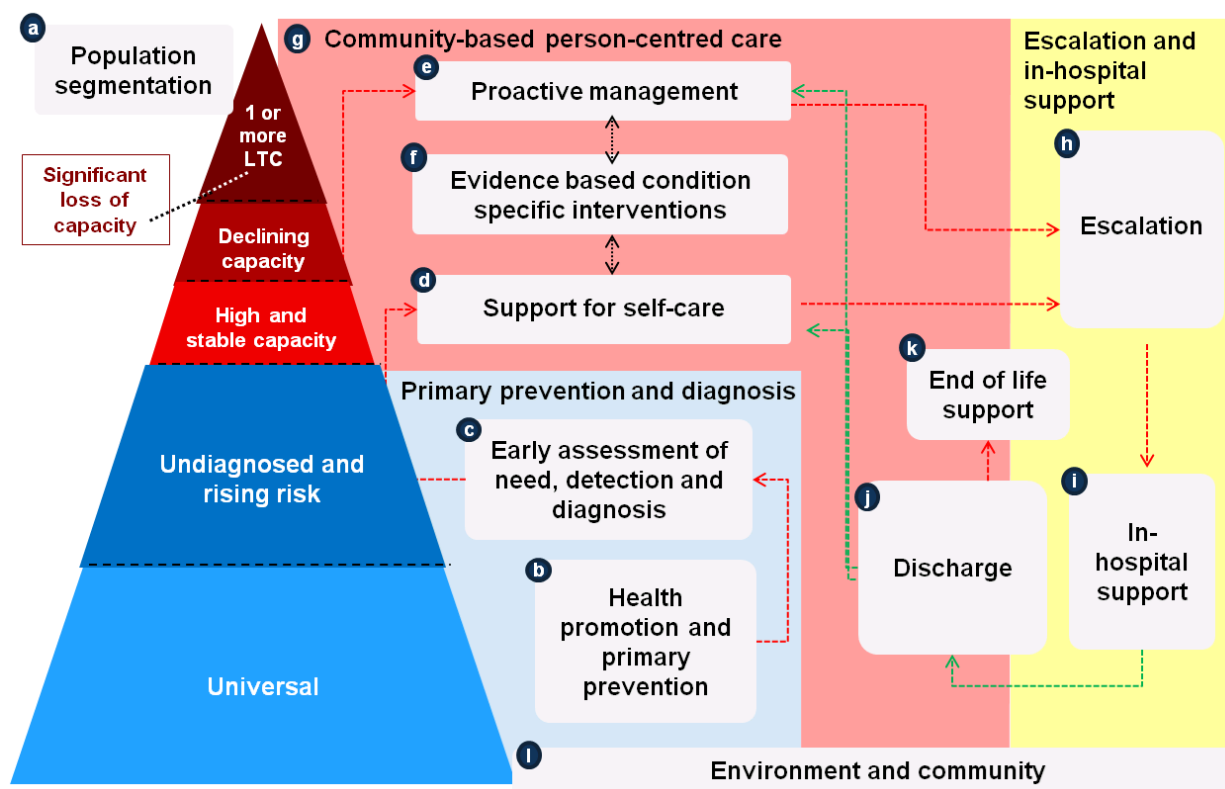 a
Population
segmentation
1 or
more
LTC
Significant
loss of
capacity
Declining
capacity
High and
stable capacity
Undiagnosed and
rising risk
Universal
g
Community-based person-centred care
e
Proactive management
f
Evidence based condition
specific interventions
d
Support for self-care
Primary prevention and diagnosis
c
Early assessment of
need, detection and
diagnosis
b
Health
promotion and
primary
prevention
Escalation and
in-hospital
support
h
Escalation
k
End of life
support
i
In-
hospital
support
j
Discharge
l
Environment and community